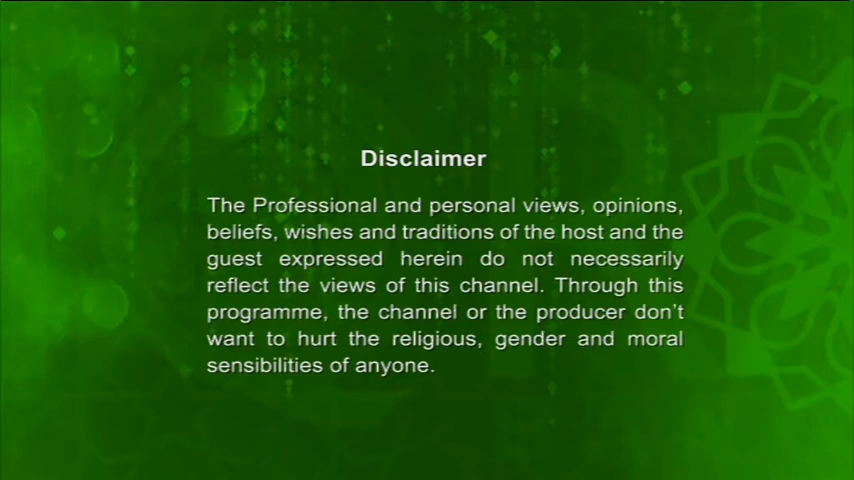 Disclaimer
The Professional and personal views, opinions,
beliefs, wishes and traditions of the host and the
guest expressed herein do not necessarily
reflect the views of this channel. Through this
programme, the channel or the producer don't
want to hurt the religious, gender and moral
sensibilities of anyone.